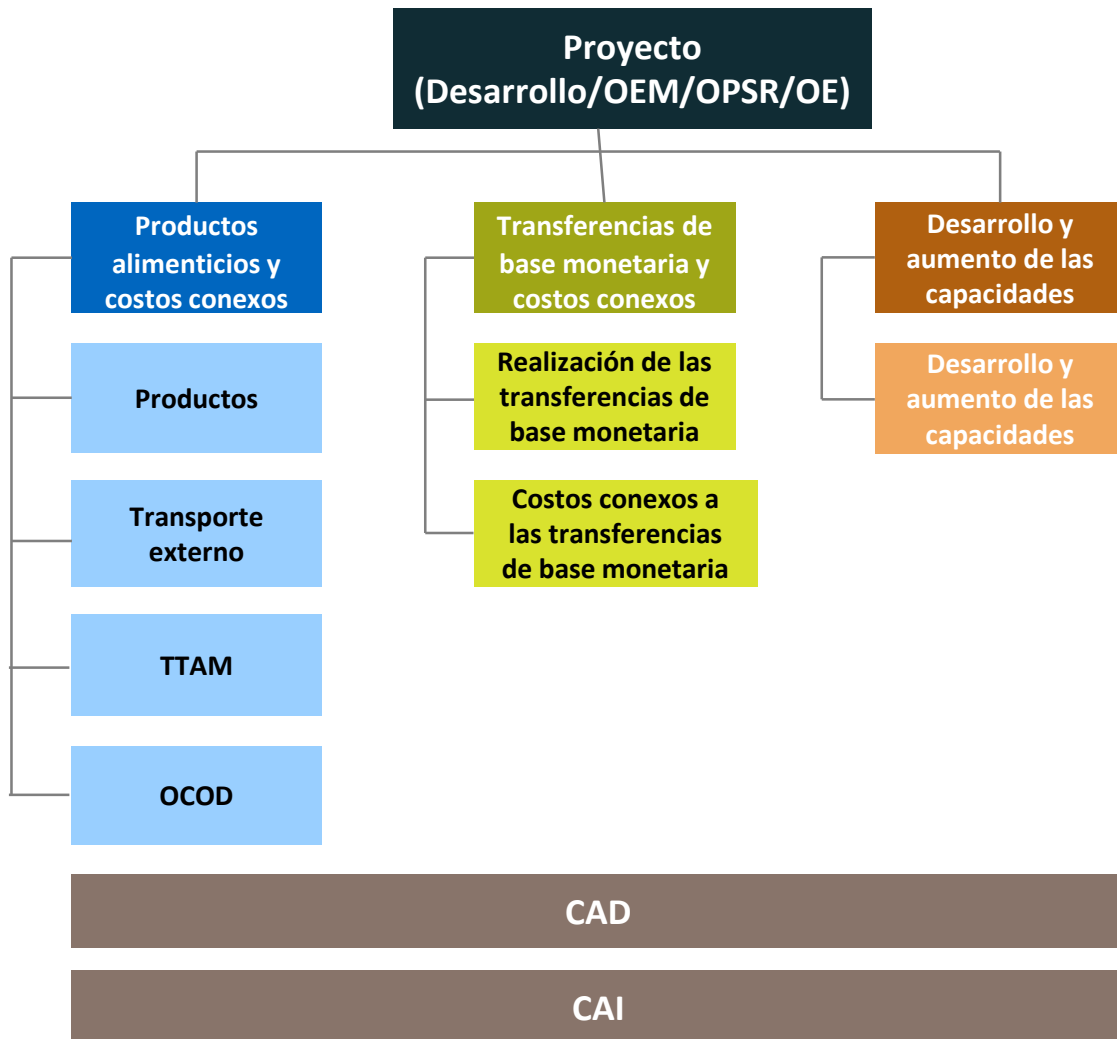 Proyecto
(Desarrollo/OEM/OPSR/OE)
Productos
alimenticios y
costos conexos
Productos
Transporte
externo
TTAM
OCOD
Transferencias de
base monetaria y
costos conexos
Realización de las
transferencias de
base monetaria
Costos conexos a
las transferencias
de base monetaria
Desarrollo y
aumento de las
capacidades
Desarrollo y
aumento de las
capacidades
CAD
CAI